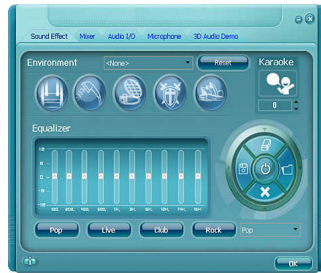 Sound Effect Mixer Audio I/O Microphone 3D Audio Demo
Environment <None> Reset Karaoke
0
Equalizer
Pop Live Club Rock Pop
OK